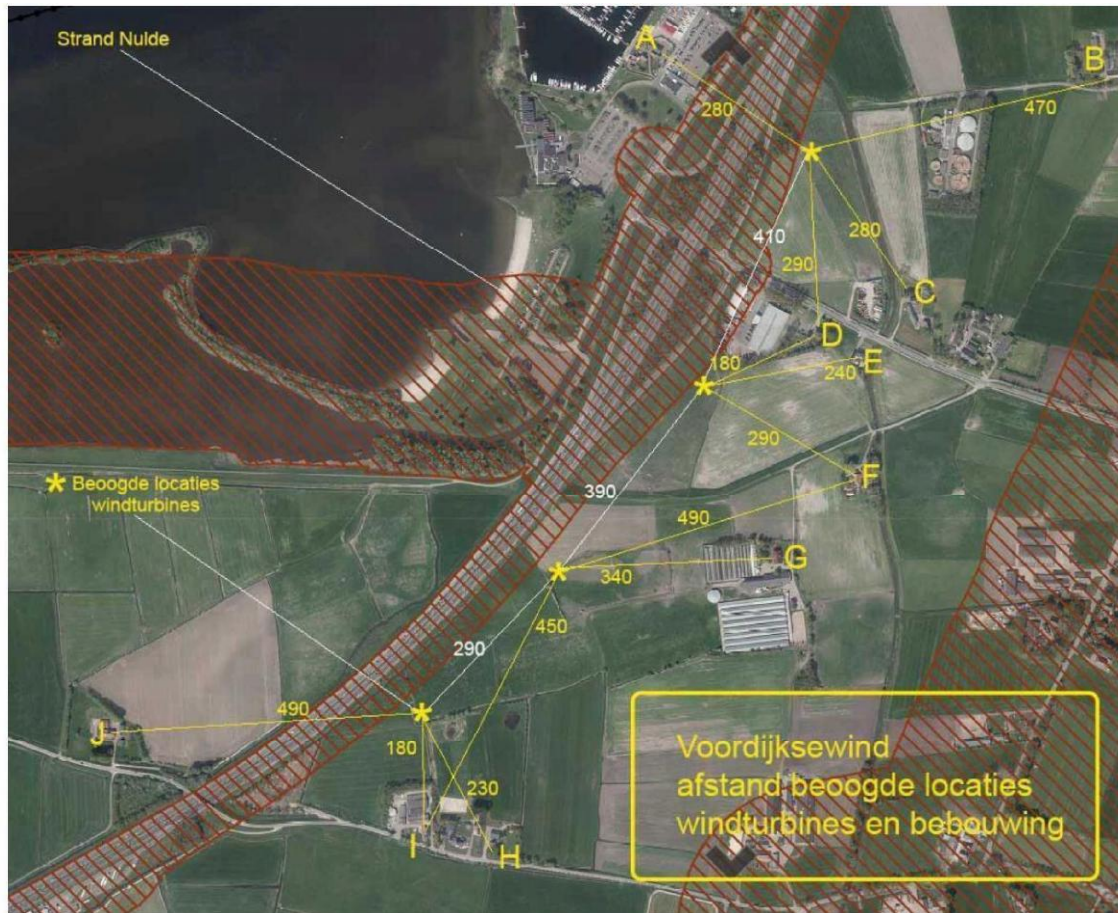 Strand Nulde
A
B
280
470
280
410
290
C
D
180
E
240
290
F
* Beoogde locaties
windturbines
390
490
G
340
450
290
490
J
180
230
I
H
Voordijksewind
afstand beoogde locaties
windturbines en bebouwing